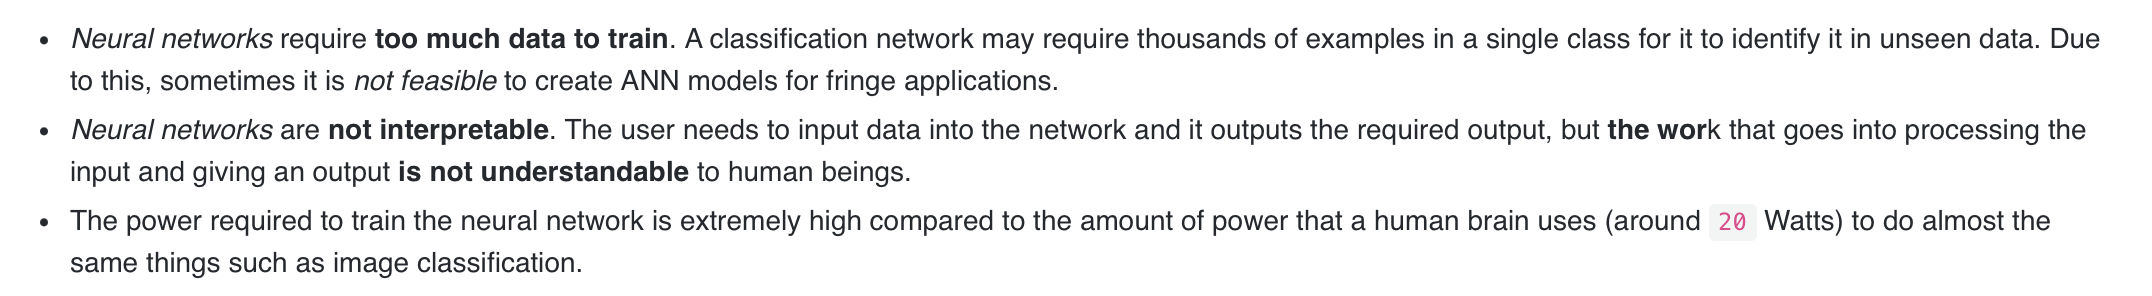 Neural networks require too much data to train. A classification network may require thousands of examples in a single class for it to identify it in unseen data. Due
to this, sometimes it is not feasible to create ANN models for fringe applications.
Neural networks are not interpretable. The user needs to input data into the network and it outputs the required output, but the work that goes into processing the
input and giving an output is not understandable to human beings.
The power required to train the neural network is extremely high compared to the amount of power that a human brain uses (around 20 Watts) to do almost the
same things such as image classification.